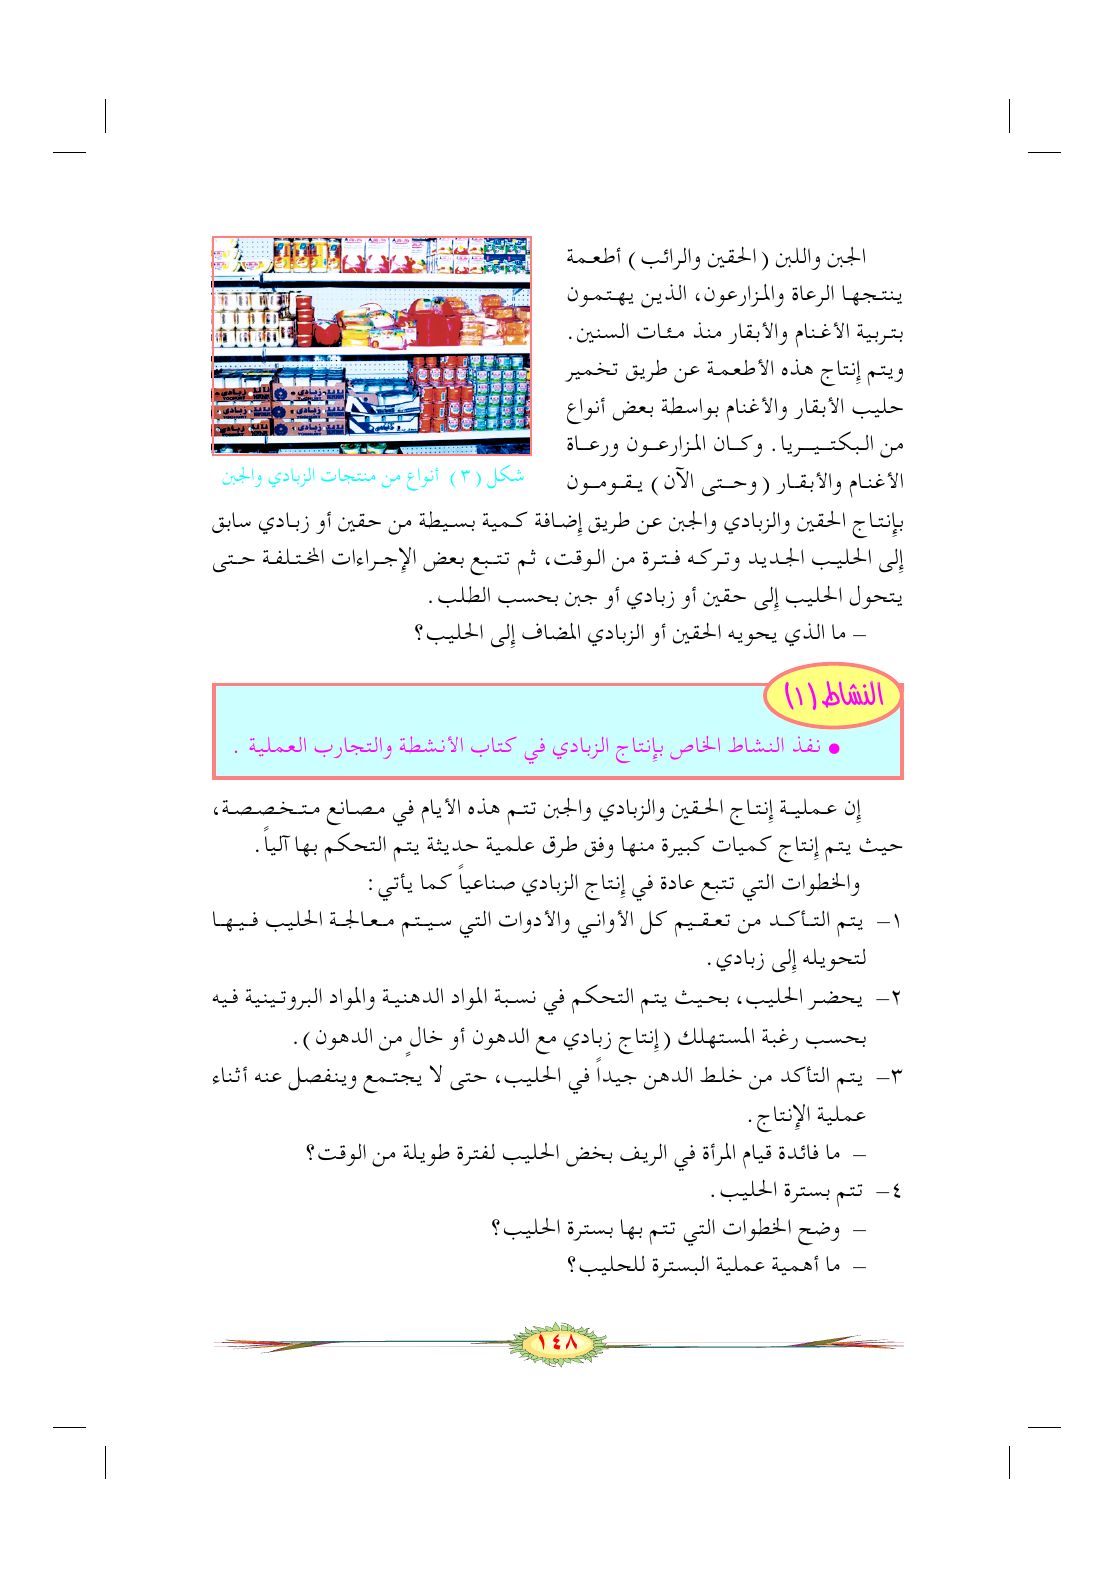 الجبن واللبن (الحقين والرائب) أطعمة
ينتجها الرعاة والمزارعون، الذين يهتمون
بتربية الأغنام والأبقار منذ مئات السنين.
ويتم إنتاج هذه الأطعمة عن طريق تخمير
حليب الأبقار والأغنام بواسطة بعض أنواع
من البكتيريا. وكان المزارعون ورعاة
الأغنام والأبقار (وحتى الآن) يقومون
شكل (٣) أنواع من منتجات الزبادي والجبن
بإنتاج الحقين والزبادي والجبن عن طريق إضافة كمية بسيطة من حقين أو زبادي سابق
إلى الحليب الجديد وتركه فترة من الوقت، ثم تتبع بعض الإجراءات المختلفة حتى
يتحول الحليب إلى حقين أو زبادي أو جبن بحسب الطلب.
– ما الذي يحويه الحقين أو الزبادي المضاف إلى الحليب؟
النشاط (١)
● نفذ النشاط الخاص بإنتاج الزبادي في كتاب الأنشطة والتجارب العملية .
إن عملية إنتاج الحقين والزبادي والجبن تتم هذه الأيام في مصانع متخصصة،
حيث يتم إنتاج كميات كبيرة منها وفق طرق علمية حديثة يتم التحكم بها آلياً.
والخطوات التي تتبع عادة في إنتاج الزبادي صناعياً كما يأتي:
١– يتم التأكد من تعقيم كل الأواني والأدوات التي سيتم معالجة الحليب فيها
لتحويله إلى زبادي.
٢– يحضر الحليب، بحيث يتم التحكم في نسبة المواد الدهنية والمواد البروتينية فيه
بحسب رغبة المستهلك (إنتاج زبادي مع الدهون أو خالٍ من الدهون).
٣– يتم التأكد من خلط الدهن جيداً في الحليب، حتى لا يجتمع وينفصل عنه أثناء
عملية الإنتاج.
– ما فائدة قيام المرأة في الريف بخض الحليب لفترة طويلة من الوقت؟
٤– تتم بسترة الحليب.
– وضح الخطوات التي تتم بها بسترة الحليب؟
– ما أهمية عملية البسترة للحليب؟
١٤٨